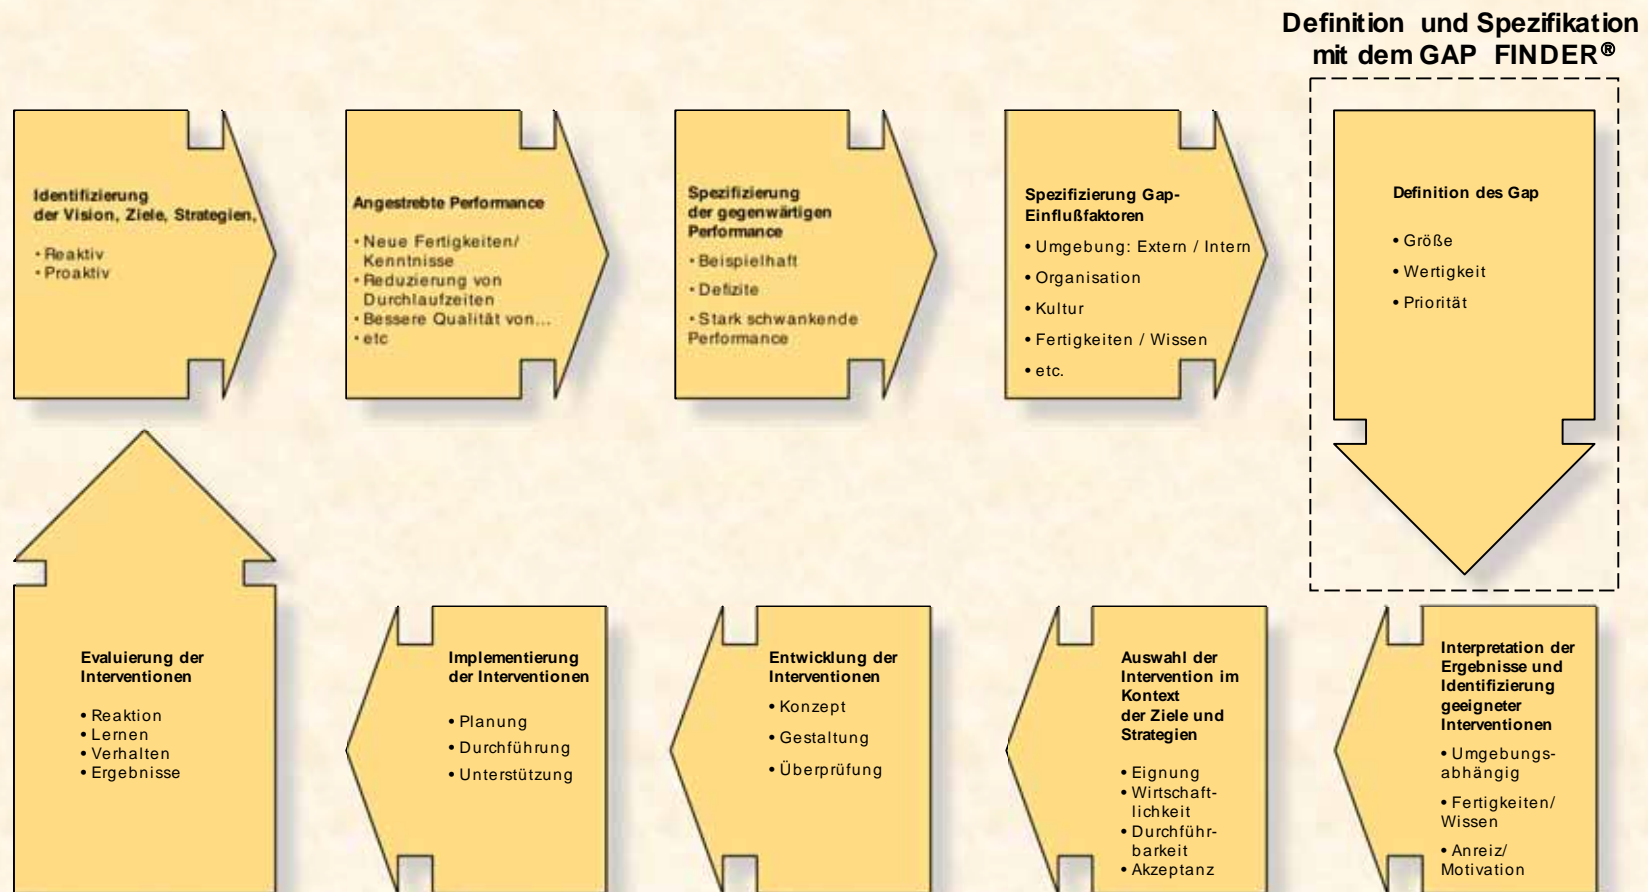 Definition und Spezifikation
mit dem GAP FINDER®
Identifizierung
der Vision, Ziele, Strategien,
• Reaktiv
• Proaktiv
Angestrebte Performance
• Neue Fertigkeiten/
Kenntnisse
• Reduzierung von
Durchlaufzeiten
• Bessere Qualität von...
• etc
Spezifizierung
der gegenwärtigen
Performance
• Beispielhaft
• Defizite
• Stark schwankende
Performance
Spezifizierung Gap-
Einflußfaktoren
• Umgebung: Extern / Intern
• Organisation
• Kultur
• Fertigkeiten / Wissen
• etc.
Definition des Gap
• Größe
• Wertigkeit
• Priorität
Interpretation der
Ergebnisse und
Identifizierung
geeigneter
Interventionen
• Umgebungs-
abhängig
• Fertigkeiten/
Wissen
• Anreiz/
Motivation
Auswahl der
Intervention im
Kontext
der Ziele und
Strategien
• Eignung
• Wirtschaft-
lichkeit
• Durchführ-
barkeit
• Akzeptanz
Entwicklung der
Interventionen
• Konzept
• Gestaltung
• Überprüfung
Implementierung
der Interventionen
• Planung
• Durchführung
• Unterstützung
Evaluierung der
Interventionen
• Reaktion
• Lernen
• Verhalten
• Ergebnisse